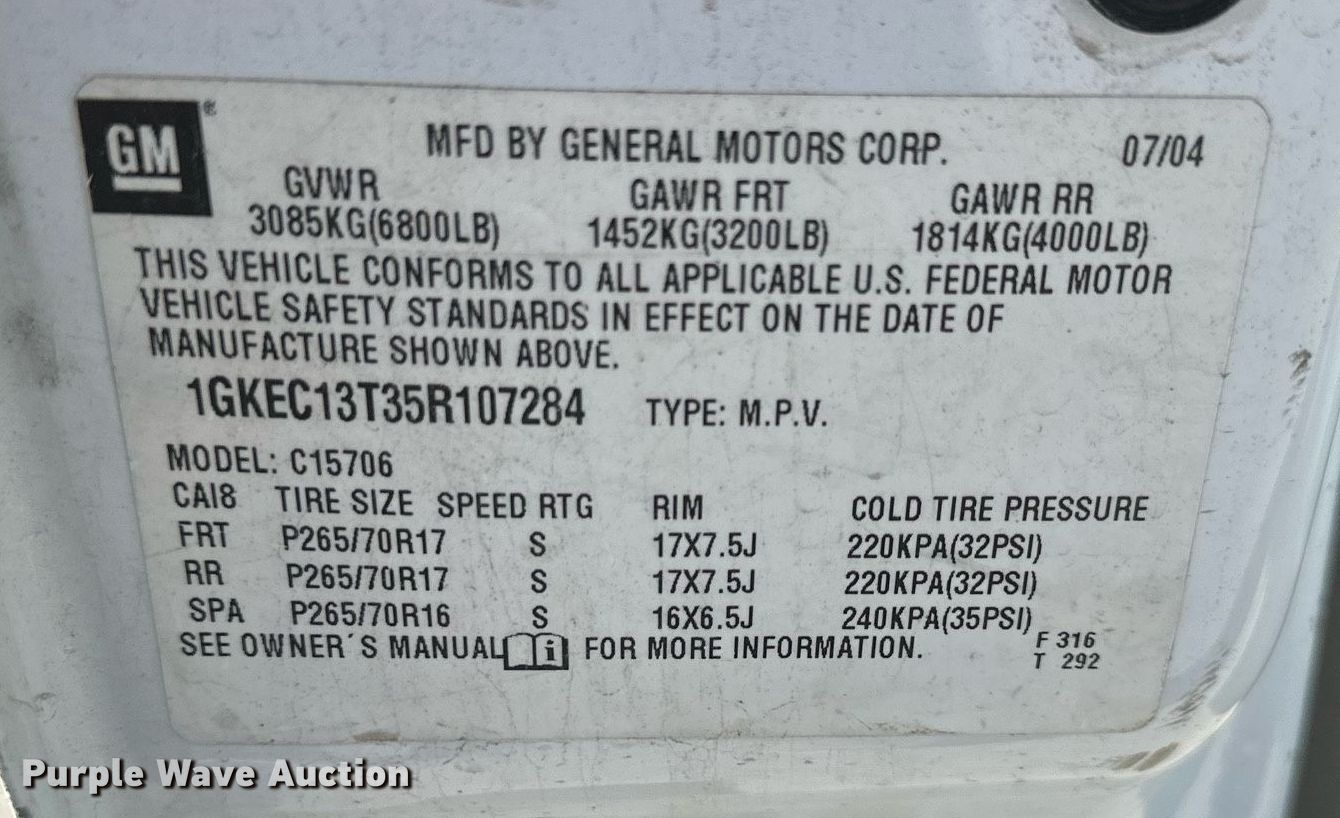 GM®
MFD BY GENERAL MOTORS CORP. 07/04
GVWR GAWR FRT GAWR RR
3085KG(6800LB) 1452KG(3200LB) 1814KG(4000LB)
THIS VEHICLE CONFORMS TO ALL APPLICABLE U.S. FEDERAL MOTOR
VEHICLE SAFETY STANDARDS IN EFFECT ON THE DATE OF
MANUFACTURE SHOWN ABOVE.
1GKEC13T35R107284 TYPE: M.P.V.
MODEL: C15706
CAI8 TIRE SIZE SPEED RTG RIM COLD TIRE PRESSURE
FRT P265/70R17 S 17X7.5J 220KPA(32PSI)
RR P265/70R17 S 17X7.5J 220KPA(32PSI)
SPA P265/70R16 S 16X6.5J 240KPA(35PSI)
SEE OWNER´S MANUAL i FOR MORE INFORMATION.
F 316
T 292
Purple Wave Auction